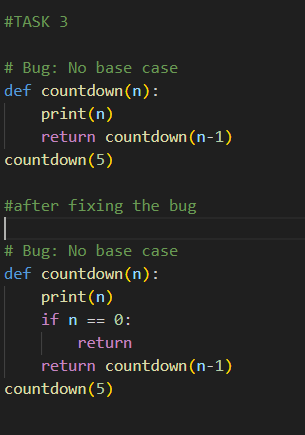 #TASK 3
# Bug: No base case
def countdown(n):
    print(n)
    return countdown(n-1)
countdown(5)
#after fixing the bug
# Bug: No base case
def countdown(n):
    print(n)
    if n == 0:
        return
    return countdown(n-1)
countdown(5)